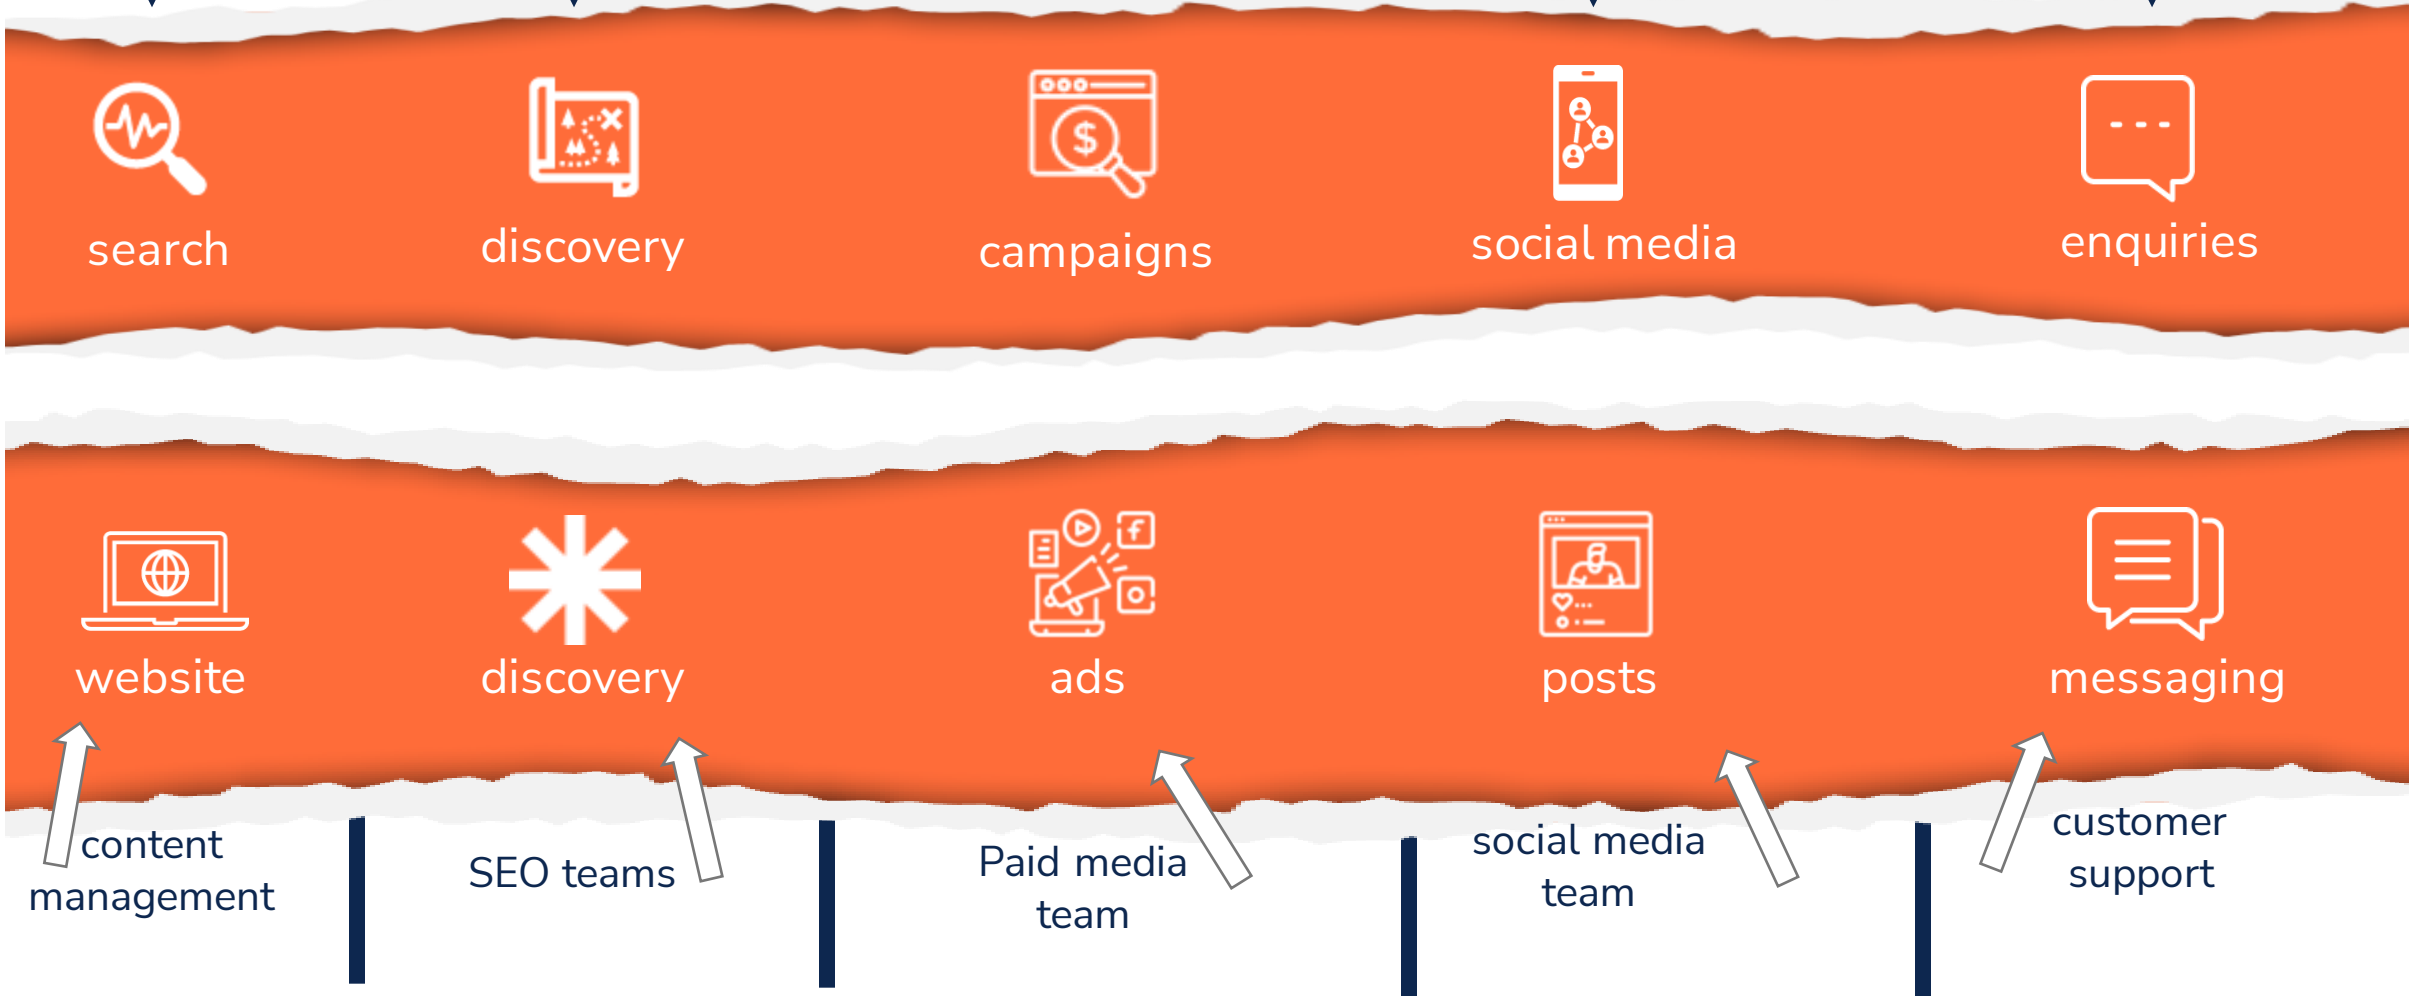 search
discovery
campaigns
social media
enquiries
website
discovery
ads
posts
messaging
content
management
SEO teams
Paid media
team
social media
team
customer
support